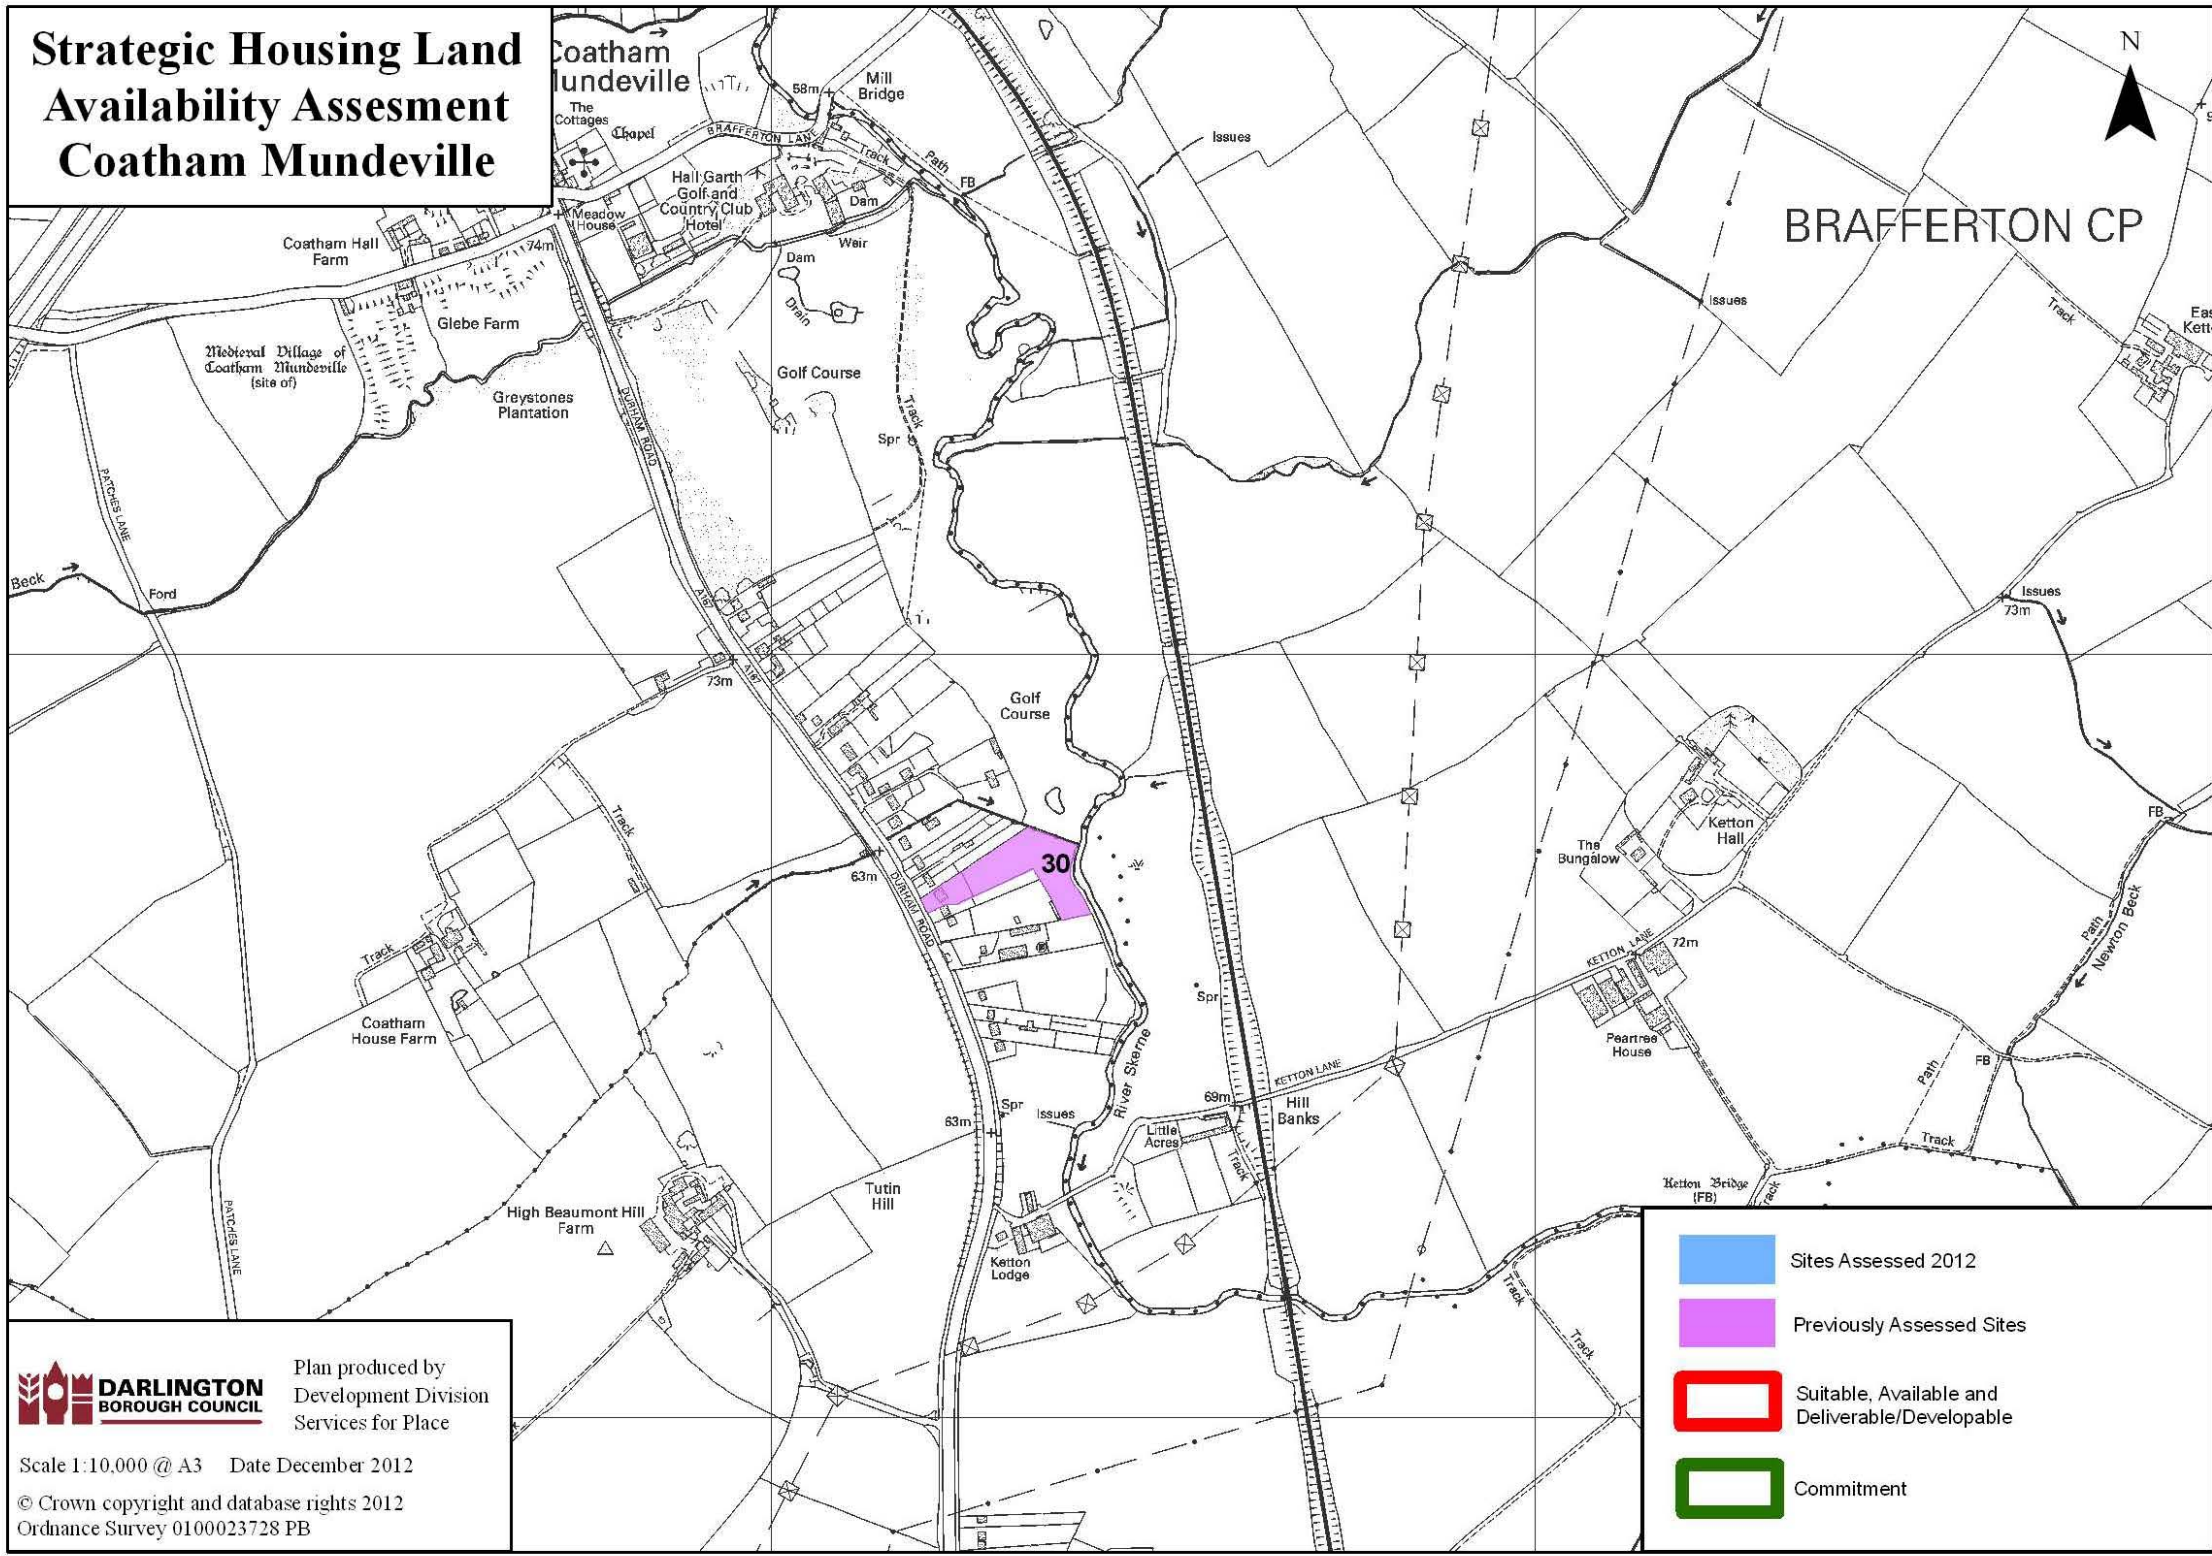 Strategic Housing Land
Availability Assesment
Coatham Mundeville
Coatham
Mundeville
The
Cottages
Chapel
58m
Mill
Bridge
BRAFFERTON LANE
Track
Path
FB
Issues
N
BRAFFERTON CP
Hall Garth
Golf and
Country Club
Hotel
Dam
Weir
Meadow
House
74m
Coatham Hall
Farm
Dam
Drain
Glebe Farm
Medieval Village of
Coatham Mundeville
(site of)
Greystones
Plantation
Golf Course
DURHAM ROAD
Track
Spr
Issues
Track
PATCHES LANE
Beck
Ford
A167
A167
73m
Issues
73m
Golf
Course
Track
63m
DURHAM ROAD
30
The
Bungalow
Ketton
Hall
FB
Path
Newton Beck
Track
Coatham
House Farm
KETTON LANE
72m
Peartree
House
Spr
River Skerne
KETTON LANE
69m
Hill
Banks
Little
Acres
Track
Path
FB
Track
Spr
Issues
63m
Tutin
Hill
High Beaumont Hill
Farm
PATCHES LANE
Ketton
Lodge
Ketton Bridge
(FB)
Track
Track
Track
Sites Assessed 2012
Previously Assessed Sites
Suitable, Available and
Deliverable/Developable
Commitment
DARLINGTON
BOROUGH COUNCIL
Plan produced by
Development Division
Services for Place
Scale 1:10,000 @ A3 Date December 2012
© Crown copyright and database rights 2012
Ordnance Survey 0100023728 PB